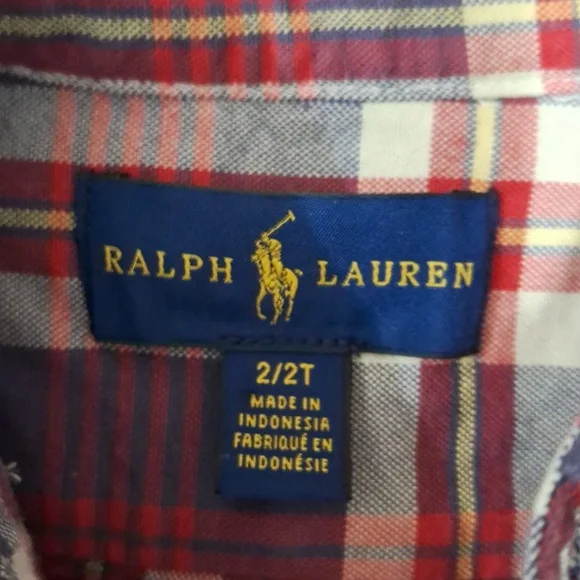 RALPH LAUREN
2/2T
MADE IN
INDONESIA
FABRIQUÉ EN
INDONÉSIE